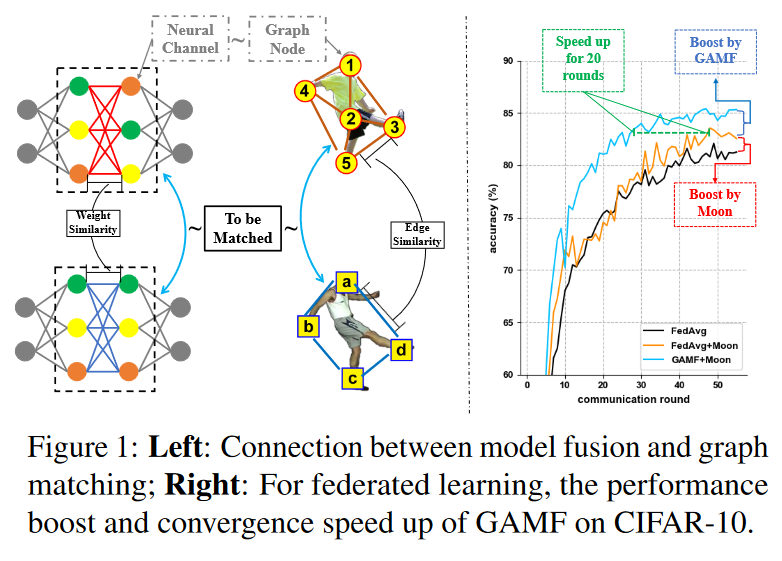 Neural
Channel
~
Graph
Node
Weight
Similarity
~
To be
Matched
~
1
4
2
3
5
Edge
Similarity
a
b
d
c
Speed up
for 20
rounds
Boost by
GAMF
Boost by
Moon
accuracy (%)
90
85
80
75
70
65
60
0
10
20
30
40
50
communication round
FedAvg
FedAvg+Moon
GAMF+Moon
Figure 1: Left: Connection between model fusion and graph
matching; Right: For federated learning, the performance
boost and convergence speed up of GAMF on CIFAR-10.